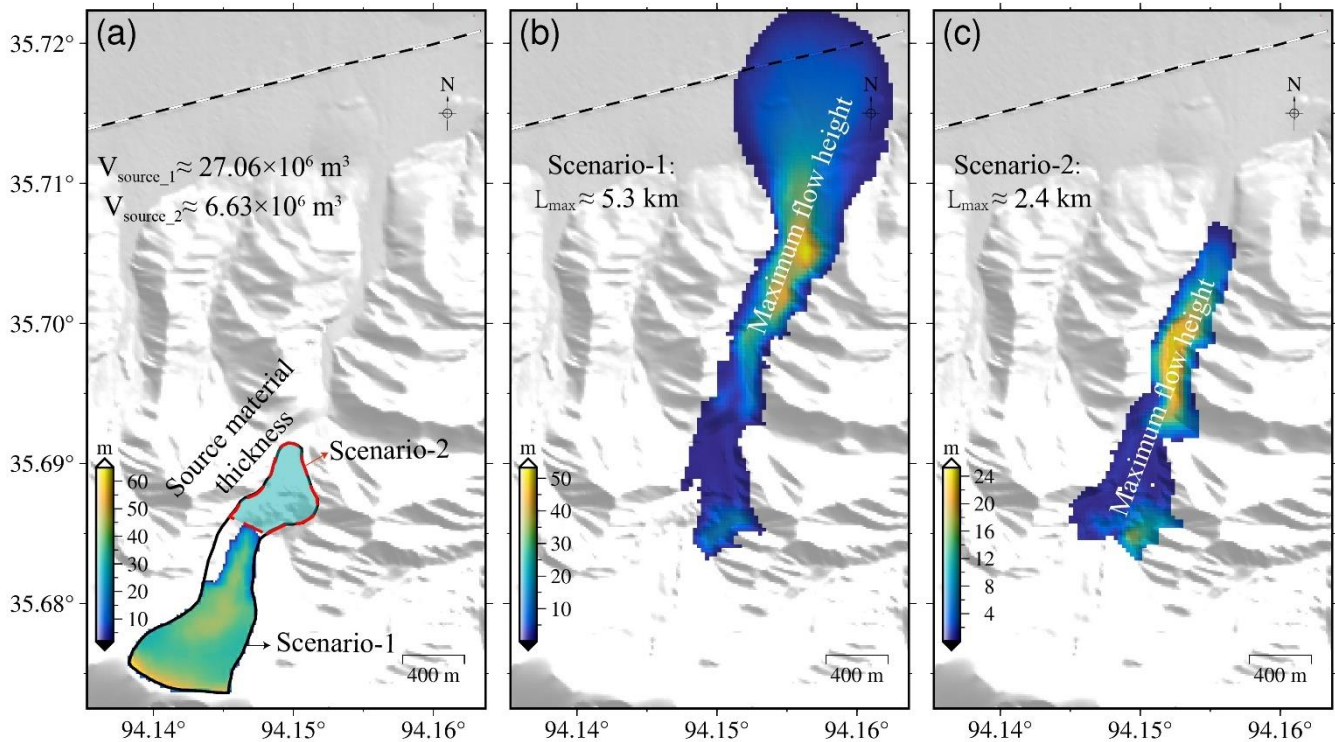 (a)
35.72°
35.71°
35.70°
35.69°
35.68°
N
V_source_1 ≈ 27.06×10⁶ m³
V_source_2 ≈ 6.63×10⁶ m³
Source material
thickness
Scenario-2
Scenario-1
m
60
50
40
30
20
10
400 m
94.14°
94.15°
94.16°
(b)
N
Scenario-1:
L_max ≈ 5.3 km
Maximum flow height
m
50
40
30
20
10
400 m
94.14°
94.15°
94.16°
(c)
N
Scenario-2:
L_max ≈ 2.4 km
Maximum flow height
m
24
20
16
12
8
4
400 m
94.14°
94.15°
94.16°